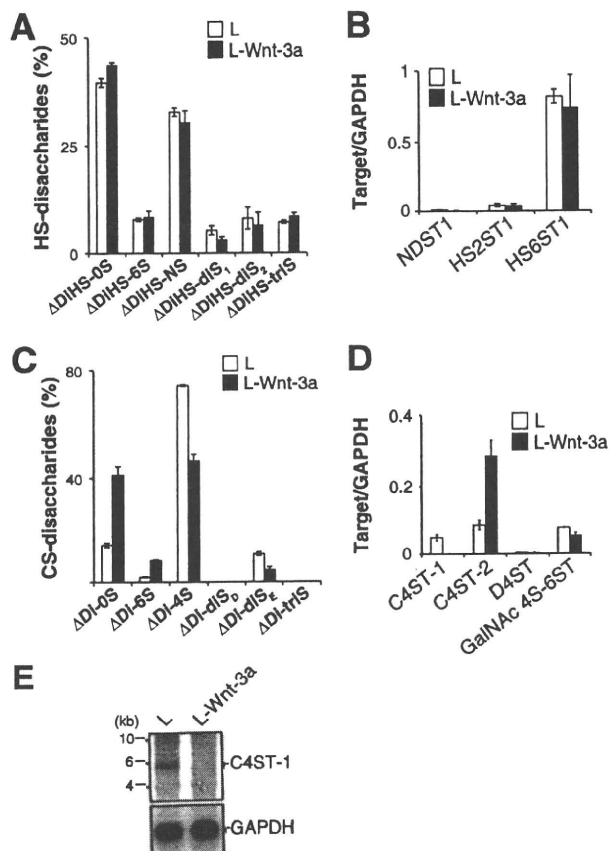 A
HS-disaccharides (%)
50
25
0
L
L-Wnt-3a
ΔDiHS-0S
ΔDiHS-6S
ΔDiHS-NS
ΔDiHS-diS₁
ΔDiHS-diS₂
ΔDiHS-triS
B
Target/GAPDH
1
0.5
0
L
L-Wnt-3a
NDST1
HS2ST1
HS6ST1
C
CS-disaccharides (%)
80
40
0
L
L-Wnt-3a
ΔDi-0S
ΔDi-6S
ΔDi-4S
ΔDi-diS_D
ΔDi-diS_E
ΔDi-triS
D
Target/GAPDH
0.4
0.2
0
L
L-Wnt-3a
C4ST-1
C4ST-2
D4ST
GalNAc 4S-6ST
E
(kb)
L
L-Wnt-3a
10
6
4
C4ST-1
GAPDH